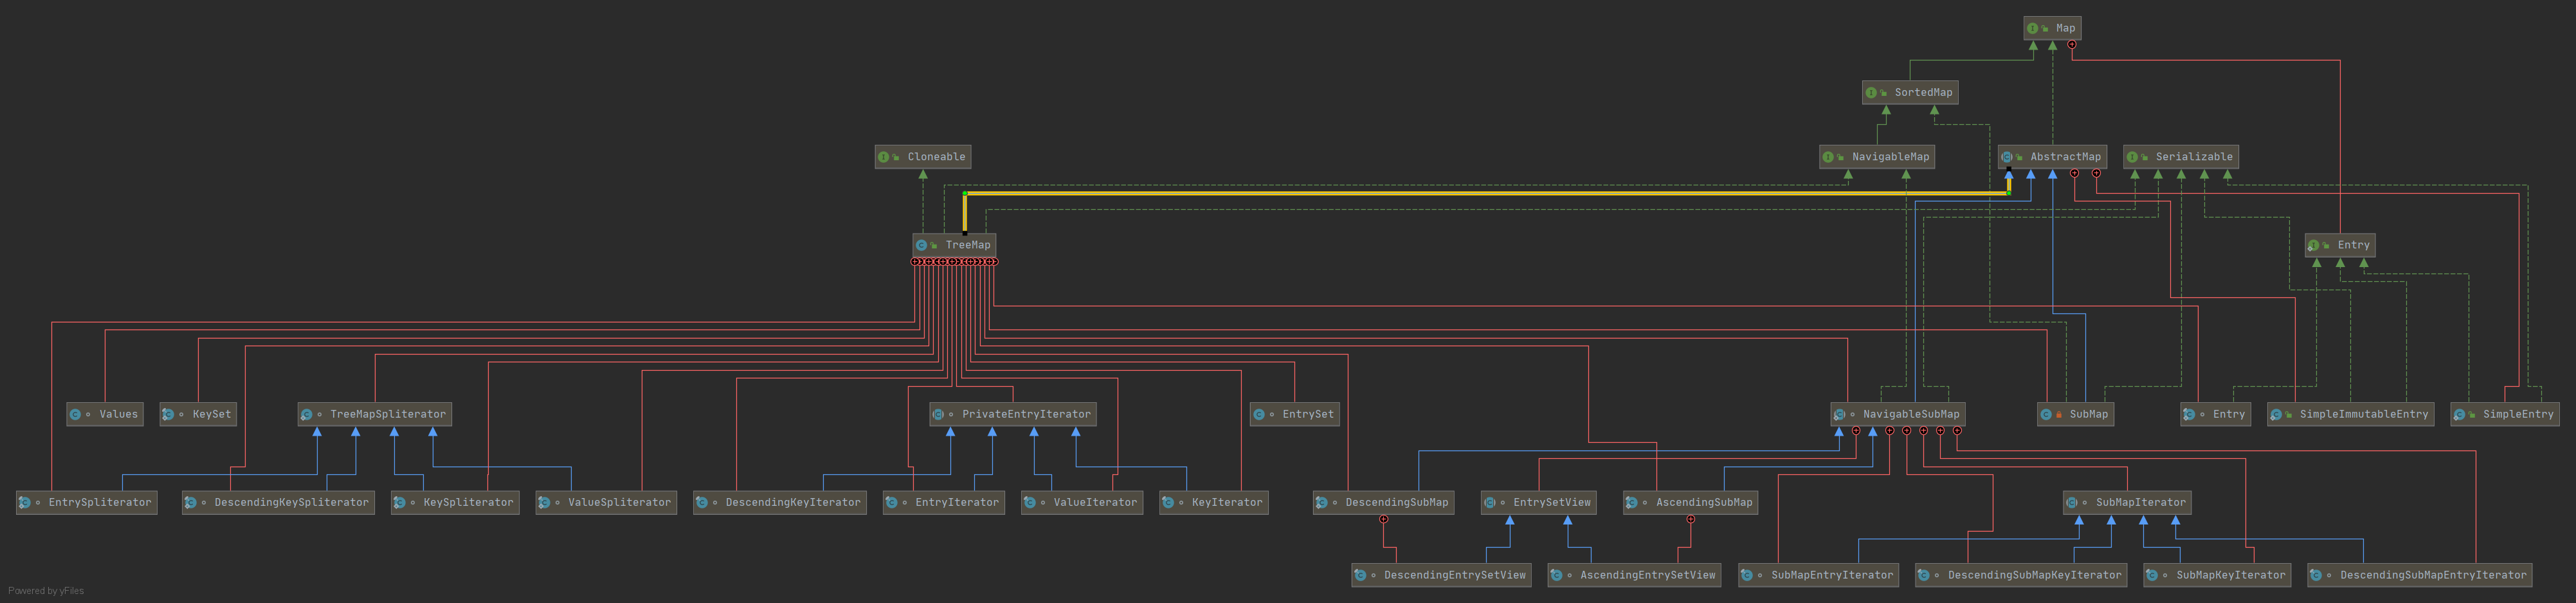 Map
SortedMap
Cloneable
NavigableMap
AbstractMap
Serializable
TreeMap
Entry
Values
KeySet
TreeMapSpliterator
PrivateEntryIterator
EntrySet
NavigableSubMap
SubMap
Entry
SimpleImmutableEntry
SimpleEntry
EntrySpliterator
DescendingKeySpliterator
KeySpliterator
ValueSpliterator
DescendingKeyIterator
EntryIterator
ValueIterator
KeyIterator
DescendingSubMap
EntrySetView
AscendingSubMap
SubMapIterator
DescendingEntrySetView
AscendingEntrySetView
SubMapEntryIterator
DescendingSubMapKeyIterator
SubMapKeyIterator
DescendingSubMapEntryIterator
Powered by yFiles